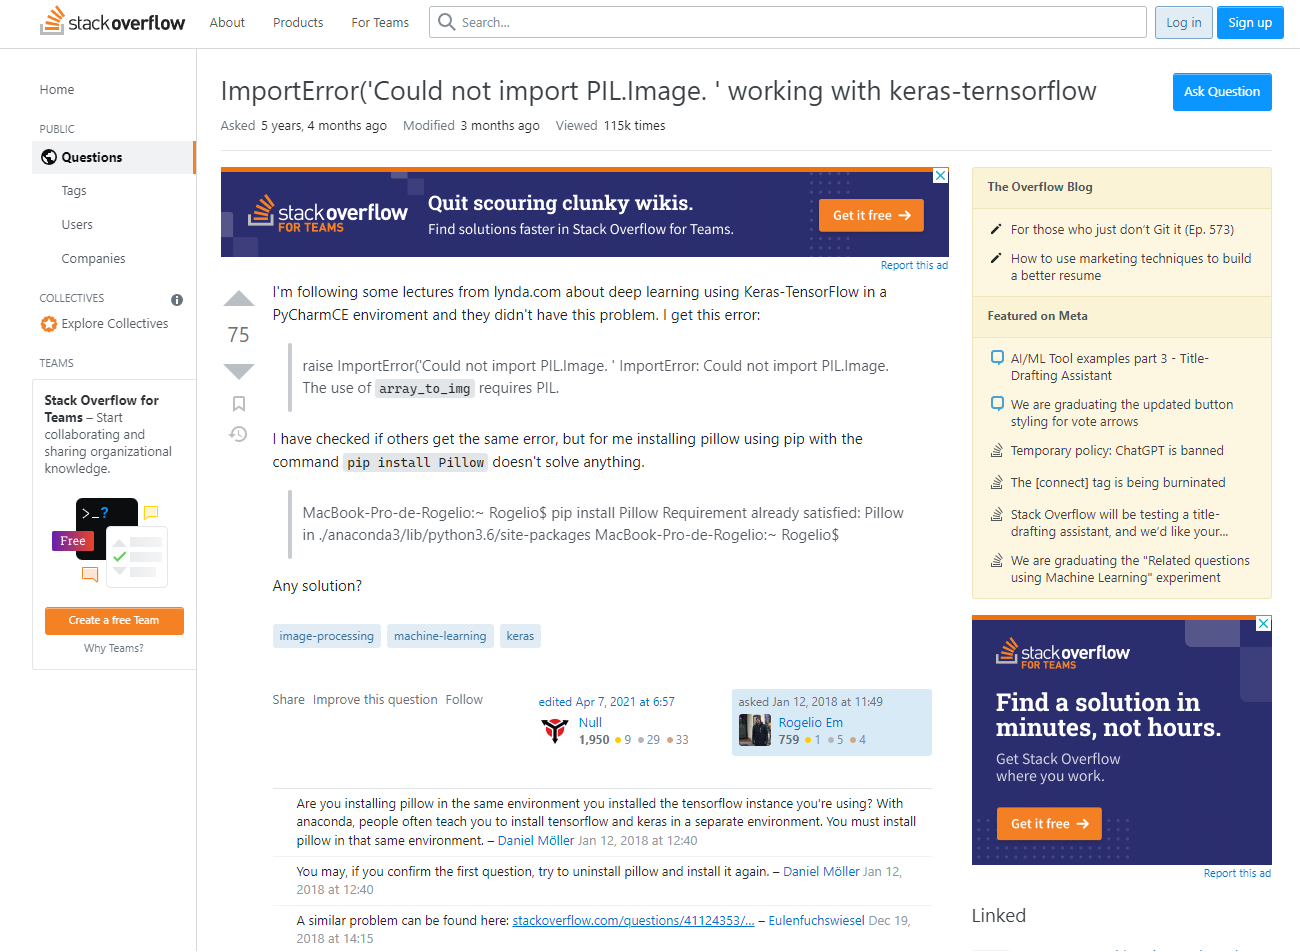 stackoverflow
About
Products
For Teams
Search...
Log in
Sign up
Home
PUBLIC
Questions
Tags
Users
Companies
COLLECTIVES
Explore Collectives
TEAMS
Stack Overflow for
Teams – Start
collaborating and
sharing organizational
knowledge.
>_?
Free
Create a free Team
Why Teams?
ImportError('Could not import PIL.Image. ' working with keras-ternsorflow
Ask Question
Asked 5 years, 4 months ago Modified 3 months ago Viewed 115k times
stackoverflow
FOR TEAMS
Quit scouring clunky wikis.
Find solutions faster in Stack Overflow for Teams.
Get it free →
Report this ad
75
I'm following some lectures from lynda.com about deep learning using Keras-TensorFlow in a
PyCharmCE enviroment and they didn't have this problem. I get this error:
raise ImportError('Could not import PIL.Image. ' ImportError: Could not import PIL.Image.
The use of array_to_img requires PIL.
I have checked if others get the same error, but for me installing pillow using pip with the
command pip install Pillow doesn't solve anything.
MacBook-Pro-de-Rogelio:~ Rogelio$ pip install Pillow Requirement already satisfied: Pillow
in ./anaconda3/lib/python3.6/site-packages MacBook-Pro-de-Rogelio:~ Rogelio$
Any solution?
image-processing machine-learning keras
Share Improve this question Follow
edited Apr 7, 2021 at 6:57
Null
1,950 9 29 33
asked Jan 12, 2018 at 11:49
Rogelio Em
759 1 5 4
Are you installing pillow in the same environment you installed the tensorflow instance you're using? With
anaconda, people often teach you to install tensorflow and keras in a separate environment. You must install
pillow in that same environment. – Daniel Möller Jan 12, 2018 at 12:40
You may, if you confirm the first question, try to uninstall pillow and install it again. – Daniel Möller Jan 12,
2018 at 12:40
A similar problem can be found here: stackoverflow.com/questions/41124353/... – Eulenfuchswiesel Dec 19,
2018 at 14:15
The Overflow Blog
For those who just don't Git it (Ep. 573)
How to use marketing techniques to build
a better resume
Featured on Meta
AI/ML Tool examples part 3 - Title-
Drafting Assistant
We are graduating the updated button
styling for vote arrows
Temporary policy: ChatGPT is banned
The [connect] tag is being burninated
Stack Overflow will be testing a title-
drafting assistant, and we'd like your...
We are graduating the "Related questions
using Machine Learning" experiment
stackoverflow
FOR TEAMS
Find a solution in
minutes, not hours.
Get Stack Overflow
where you work.
Get it free →
Report this ad
Linked